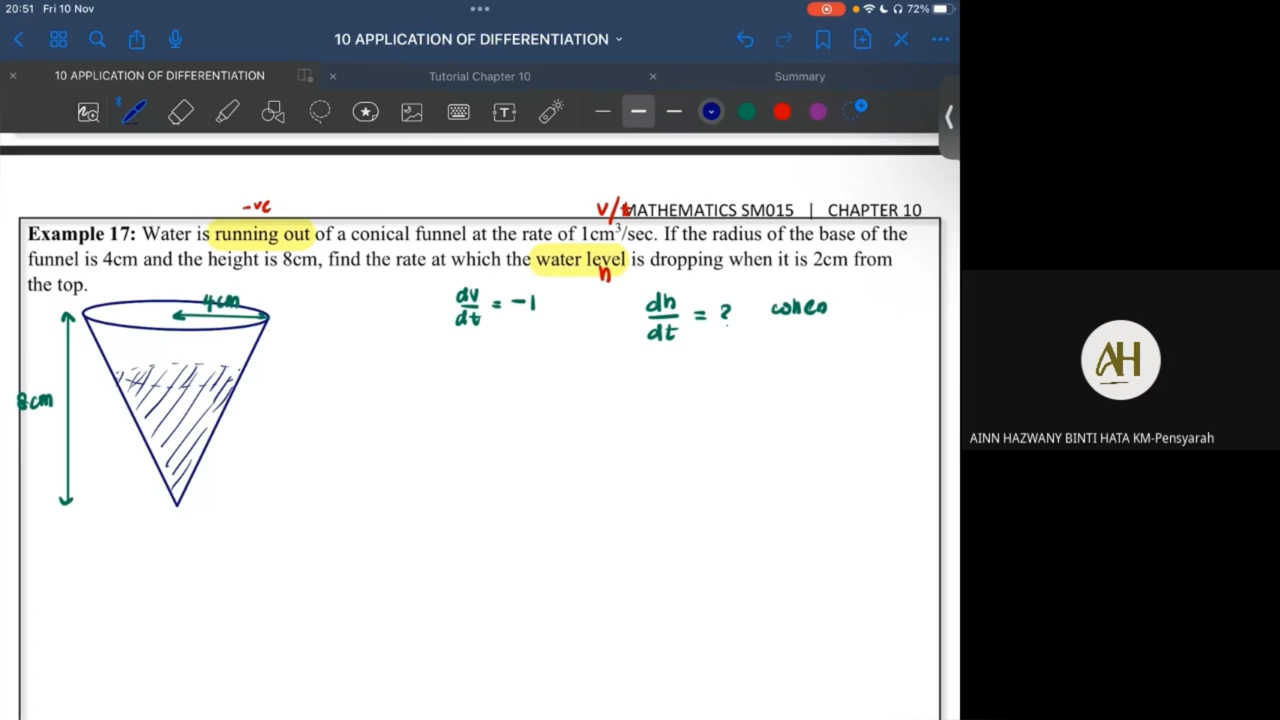 20:51 Fri 10 Nov
72%
10 APPLICATION OF DIFFERENTIATION
10 APPLICATION OF DIFFERENTIATION
Tutorial Chapter 10
Summary
-ve
v/t
MATHEMATICS SM015 | CHAPTER 10
Example 17: Water is running out of a conical funnel at the rate of 1cm³/sec. If the radius of the base of the
funnel is 4cm and the height is 8cm, find the rate at which the water level is dropping when it is 2cm from
h
the top.
4cm
dv/dt = -1
dh/dt = ? when
8cm
AH
AINN HAZWANY BINTI HATA KM-Pensyarah